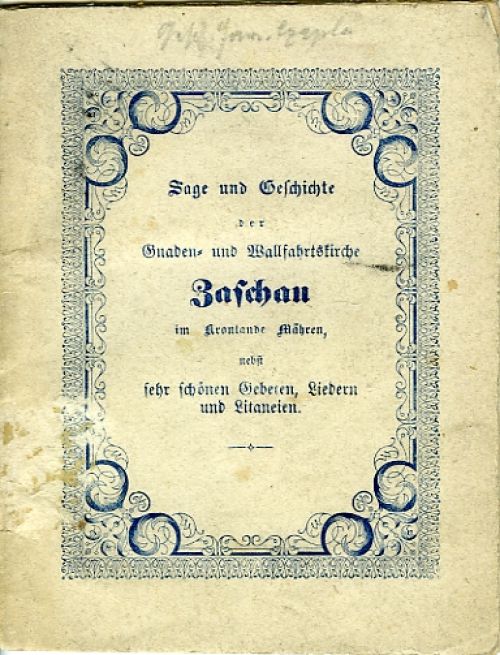 Sage und Geschichte
der
Gnaden- und Wallfahrtskirche
Zaschau
im Kronlande Mähren,
nebst
sehr schönen Gebeten, Liedern
und Litaneien.